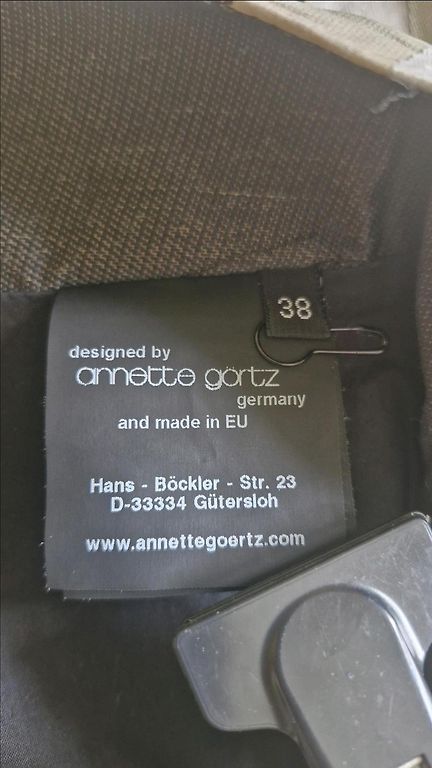 38
designed by
annette görtz
germany
and made in EU
Hans - Böckler - Str. 23
D-33334 Gütersloh
www.annettegoertz.com